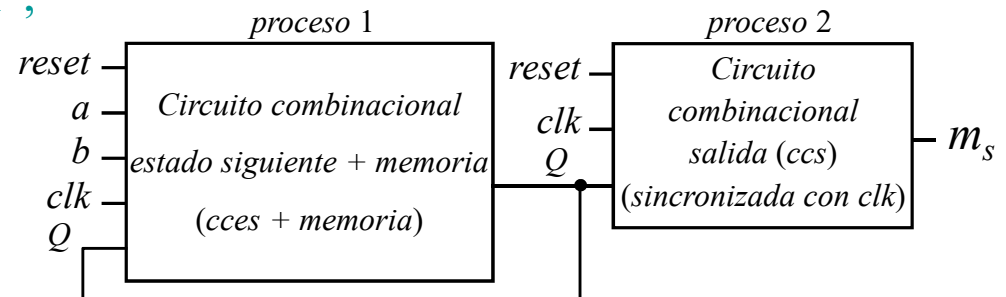 proceso 1
reset
a
b
clk
Q
Circuito combinacional
estado siguiente + memoria
(cces + memoria)
proceso 2
reset
clk
Q
Circuito
combinacional
salida (ccs)
(sincronizada con clk)
m_s